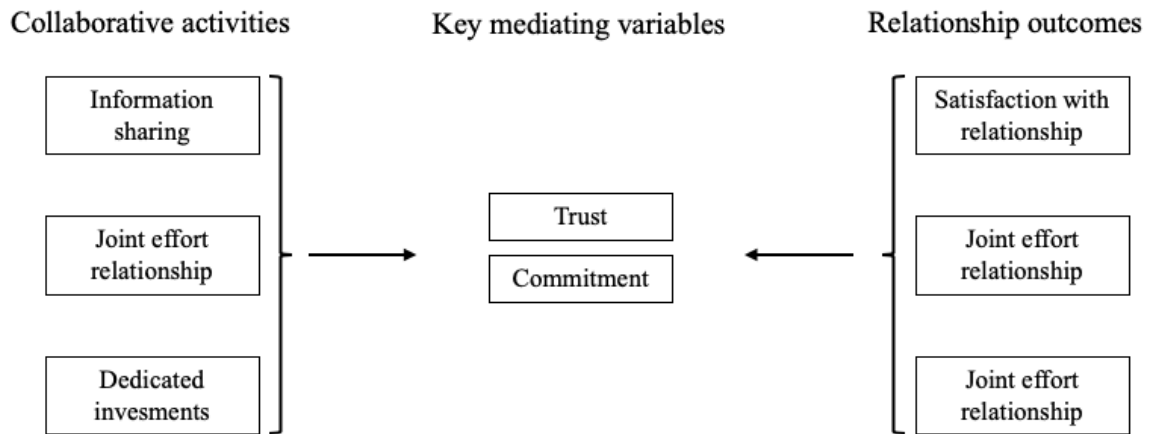 Collaborative activities
Key mediating variables
Relationship outcomes
Information
sharing
Joint effort
relationship
Dedicated
invesments
Trust
Commitment
Satisfaction with
relationship
Joint effort
relationship
Joint effort
relationship